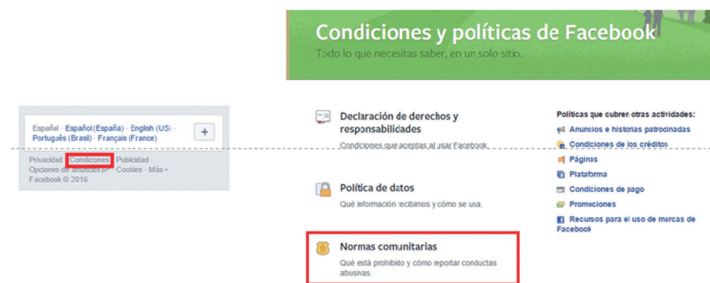 Condiciones y políticas de Facebook
Todo lo que necesitas saber, en un solo sitio.
Español · Español (España) · English (US) ·
Português (Brasil) · Français (France)
+
Privacidad · Condiciones · Publicidad ·
Opciones de anuncios · Cookies · Más
Facebook © 2016
Declaración de derechos y
responsabilidades
Condiciones que aceptas al usar Facebook.
Política de datos
Qué información recibimos y cómo se usa.
Normas comunitarias
Qué está prohibido y cómo reportar conductas
abusivas.
Políticas que cubren otras actividades:
Anuncios e historias patrocinadas
Condiciones de los créditos
Páginas
Plataforma
Condiciones de pago
Promociones
Recursos para el uso de marcas de
Facebook